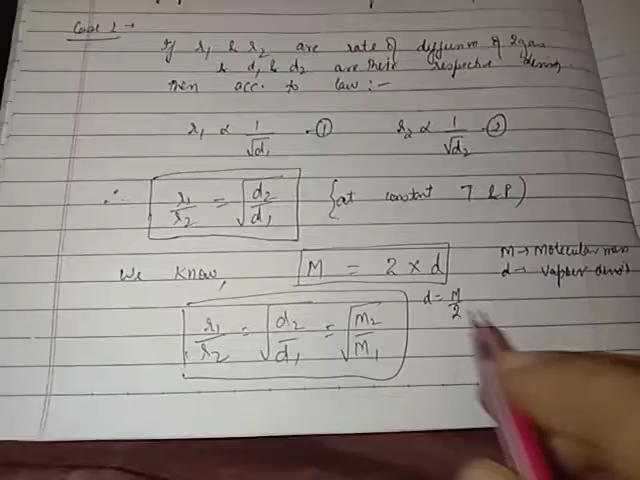 Case 1 →
If r₁ & r₂ are rate of diffusion of 2 gas
& d₁ & d₂ are their respective density
then acc. to law :-
r₁ ∝ 1/√d₁ -① r₂ ∝ 1/√d₂ -②
∴ r₁/r₂ = √d₂/d₁ {at constant T & P)
We know, M = 2 × d M → Molecular mass
d → vapour density
d = M/2
r₁/r₂ = √d₂/d₁ = √M₂/M₁